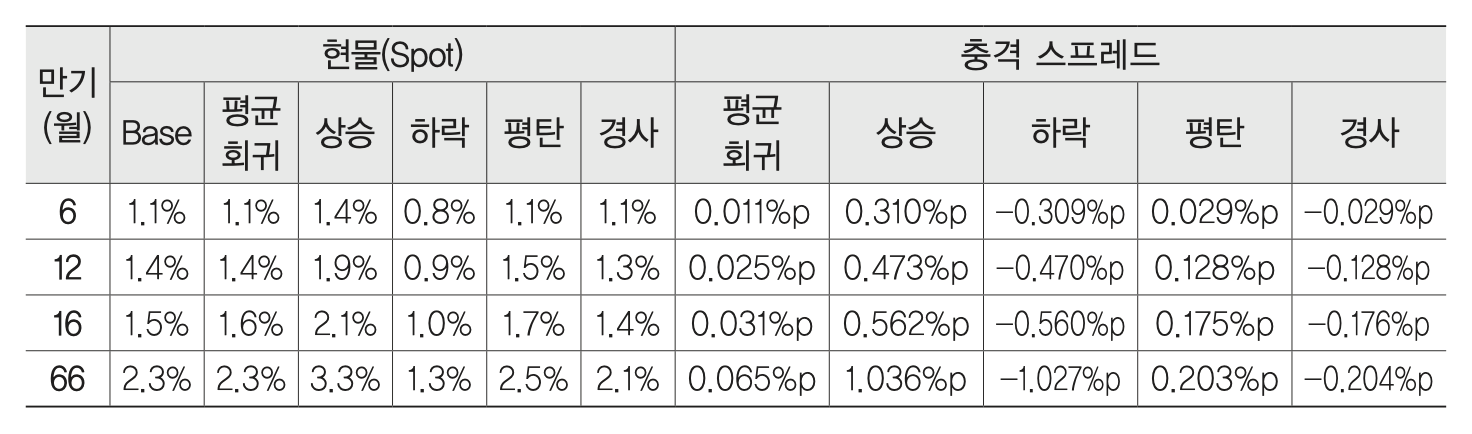 만기(월) 현물(Spot) 충격 스프레드
Base 평균회귀 상승 하락 평탄 경사 평균회귀 상승 하락 평탄 경사
6 1.1% 1.1% 1.4% 0.8% 1.1% 1.1% 0.011%p 0.310%p −0.309%p 0.029%p −0.029%p
12 1.4% 1.4% 1.9% 0.9% 1.5% 1.3% 0.025%p 0.473%p −0.470%p 0.128%p −0.128%p
16 1.5% 1.6% 2.1% 1.0% 1.7% 1.4% 0.031%p 0.562%p −0.560%p 0.175%p −0.176%p
66 2.3% 2.3% 3.3% 1.3% 2.5% 2.1% 0.065%p 1.036%p −1.027%p 0.203%p −0.204%p